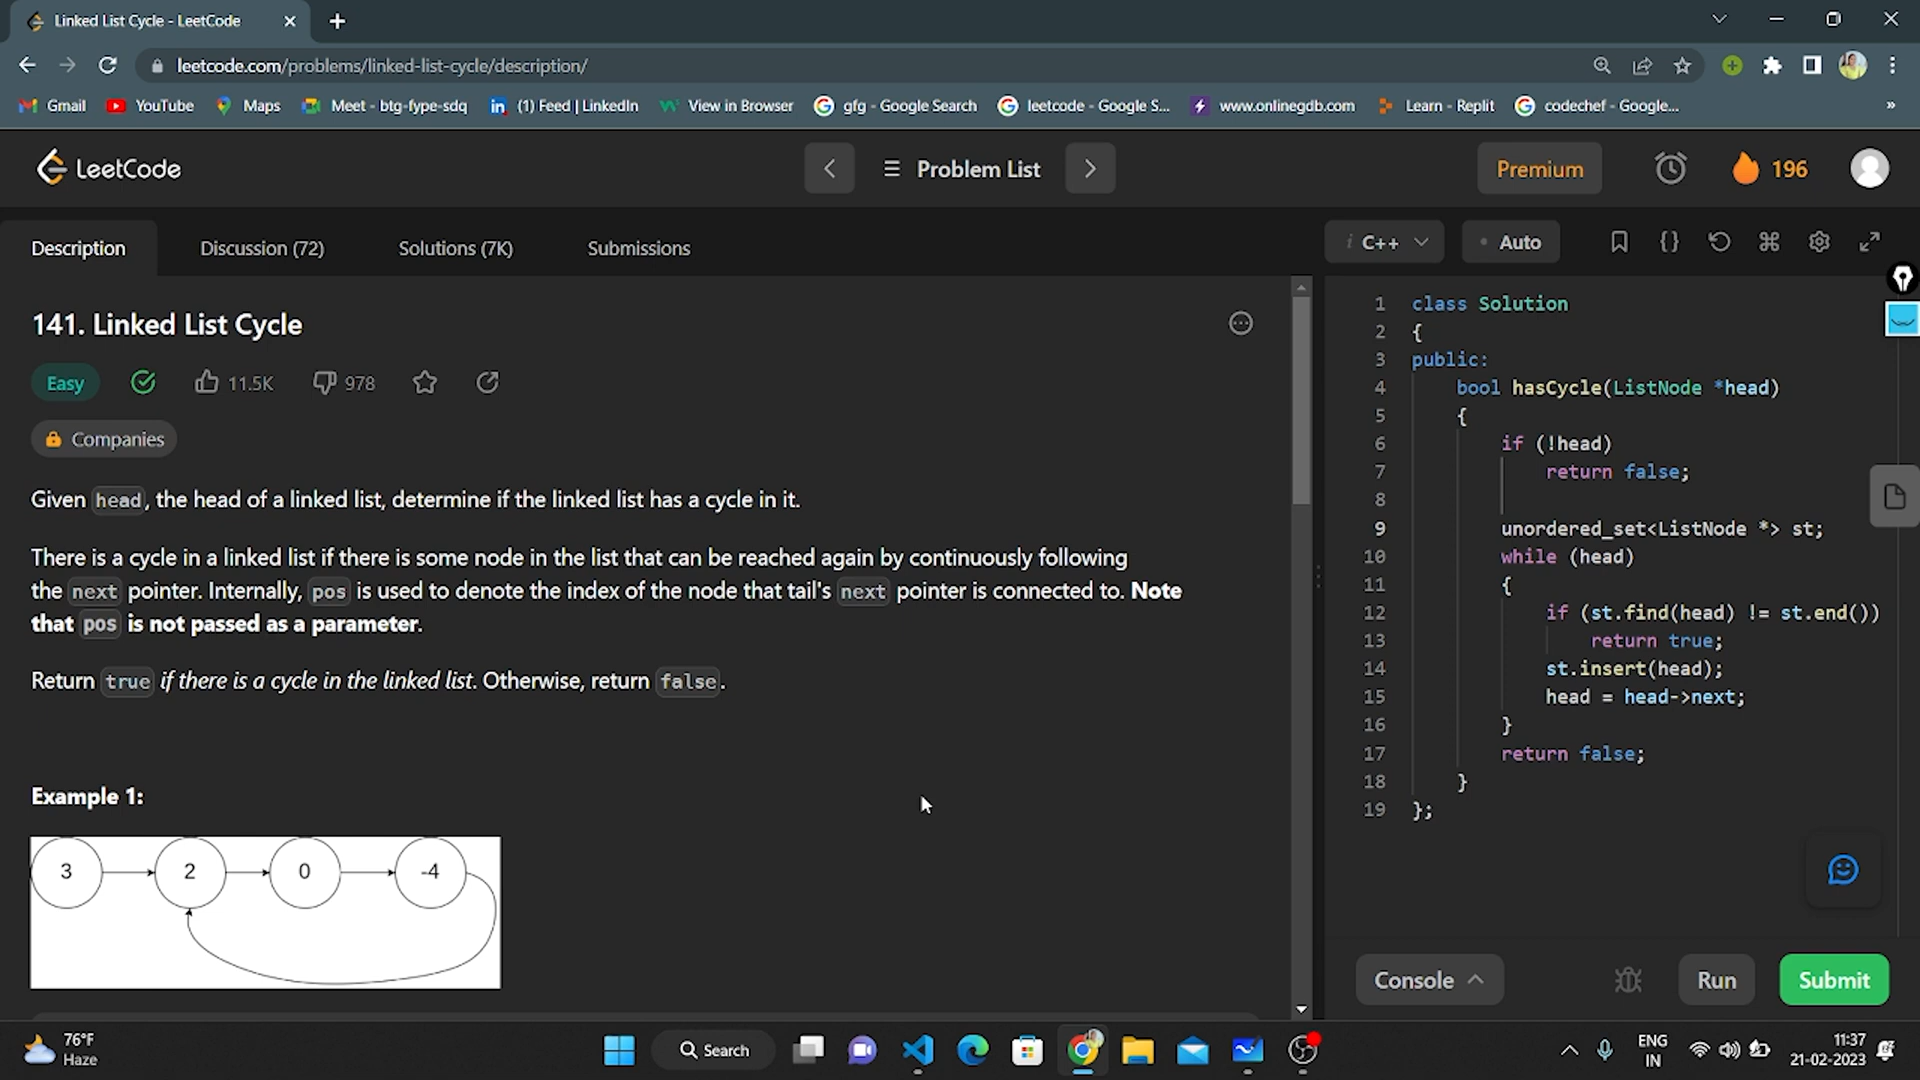 Linked List Cycle - LeetCode
leetcode.com/problems/linked-list-cycle/description/
Gmail YouTube Maps Meet - btg-fype-sdq (1) Feed | LinkedIn View in Browser gfg - Google Search leetcode - Google S... www.onlinegdb.com Learn - Replit codechef - Google... »
LeetCode Problem List Premium 196
Description Discussion (72) Solutions (7K) Submissions
i C++ • Auto {}
141. Linked List Cycle
Easy 11.5K 978
Companies
Given head, the head of a linked list, determine if the linked list has a cycle in it.
There is a cycle in a linked list if there is some node in the list that can be reached again by continuously following
the next pointer. Internally, pos is used to denote the index of the node that tail's next pointer is connected to. Note
that pos is not passed as a parameter.
Return true if there is a cycle in the linked list. Otherwise, return false.
Example 1:
3 2 0 -4
1 class Solution
2 {
3 public:
4 bool hasCycle(ListNode *head)
5 {
6 if (!head)
7 return false;
8
9 unordered_set<ListNode *> st;
10 while (head)
11 {
12 if (st.find(head) != st.end())
13 return true;
14 st.insert(head);
15 head = head->next;
16 }
17 return false;
18 }
19 };
Console Run Submit
76°F
Haze
Search
ENG
IN
11:37
21-02-2023